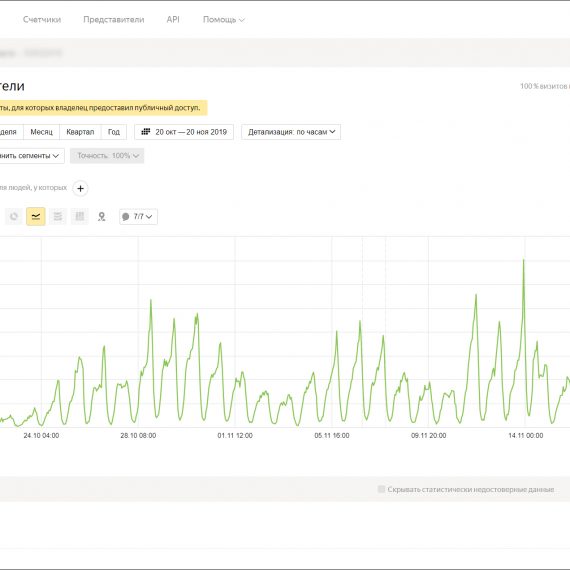 Счетчики Представители API Помощь
тели
100 % визитов
ты, для которых владелец предоставил публичный доступ.
деля Месяц Квартал Год 20 окт — 20 ноя 2019 Детализация: по часам
нить сегменты Точность: 100%
ля людей, у которых +
7/7
24.10 04:00 28.10 08:00 01.11 12:00 05.11 16:00 09.11 20:00 14.11 00:00
Скрывать статистически недостоверные данные